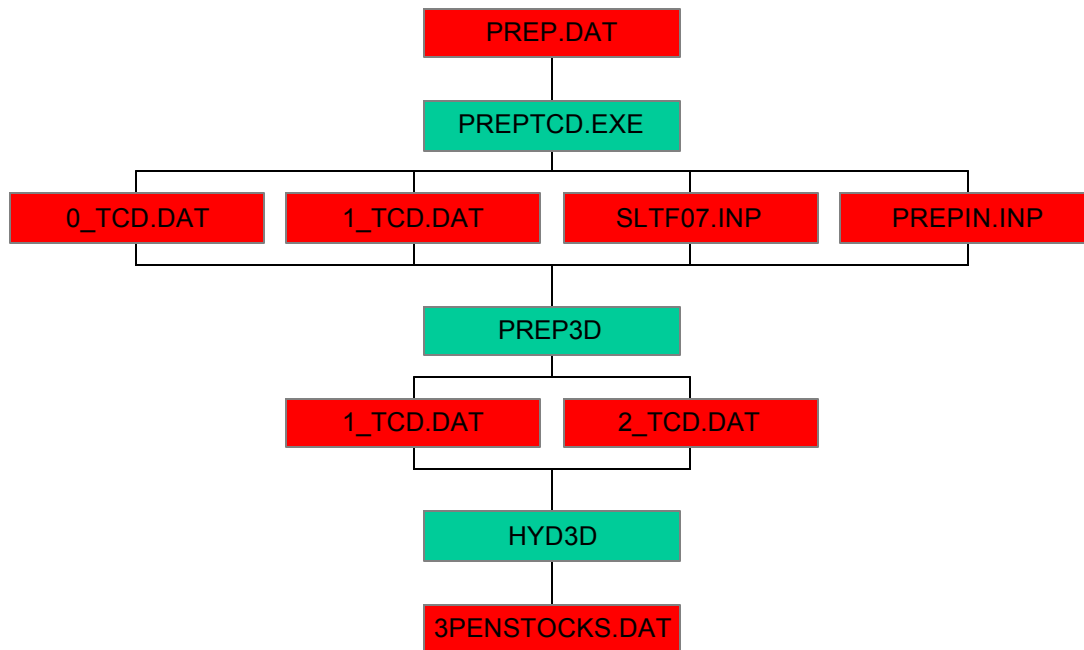 PREP.DAT
PREPTCD.EXE
0_TCD.DAT
1_TCD.DAT
SLTF07.INP
PREPIN.INP
PREP3D
1_TCD.DAT
2_TCD.DAT
HYD3D
3PENSTOCKS.DAT